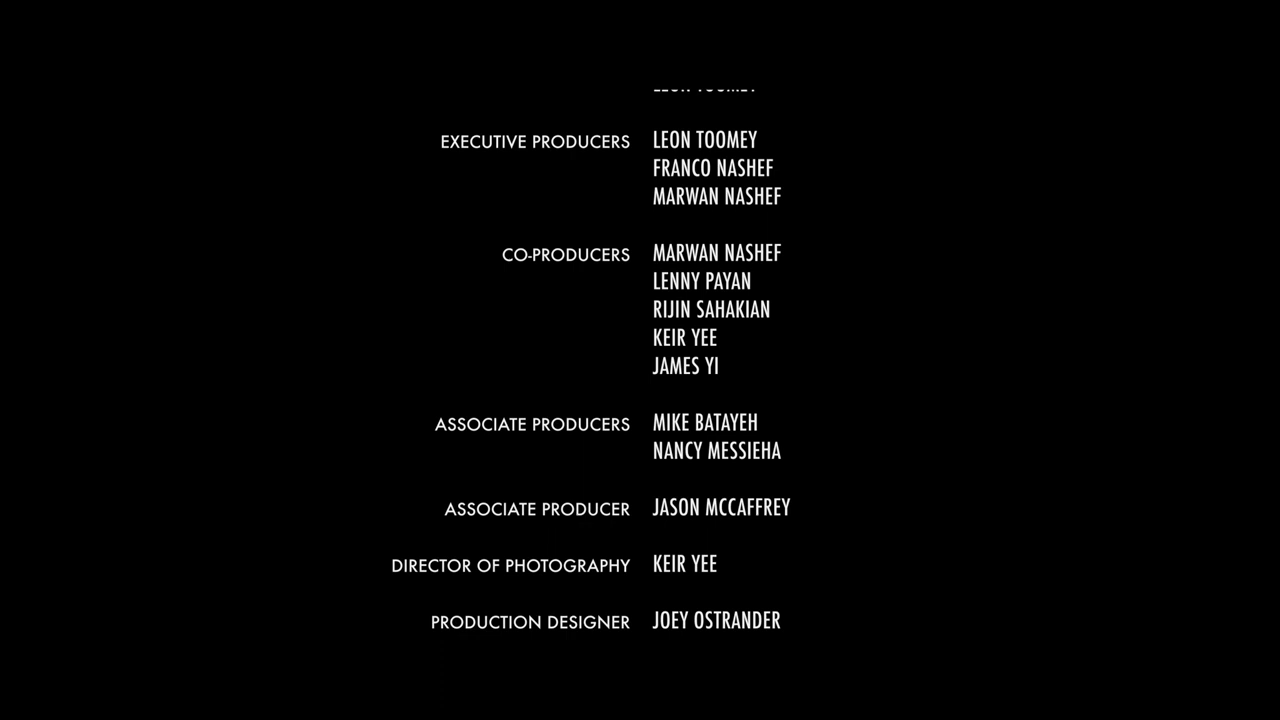 EXECUTIVE PRODUCERS LEON TOOMEY
FRANCO NASHEF
MARWAN NASHEF
CO-PRODUCERS MARWAN NASHEF
LENNY PAYAN
RIJIN SAHAKIAN
KEIR YEE
JAMES YI
ASSOCIATE PRODUCERS MIKE BATAYEH
NANCY MESSIEHA
ASSOCIATE PRODUCER JASON MCCAFFREY
DIRECTOR OF PHOTOGRAPHY KEIR YEE
PRODUCTION DESIGNER JOEY OSTRANDER